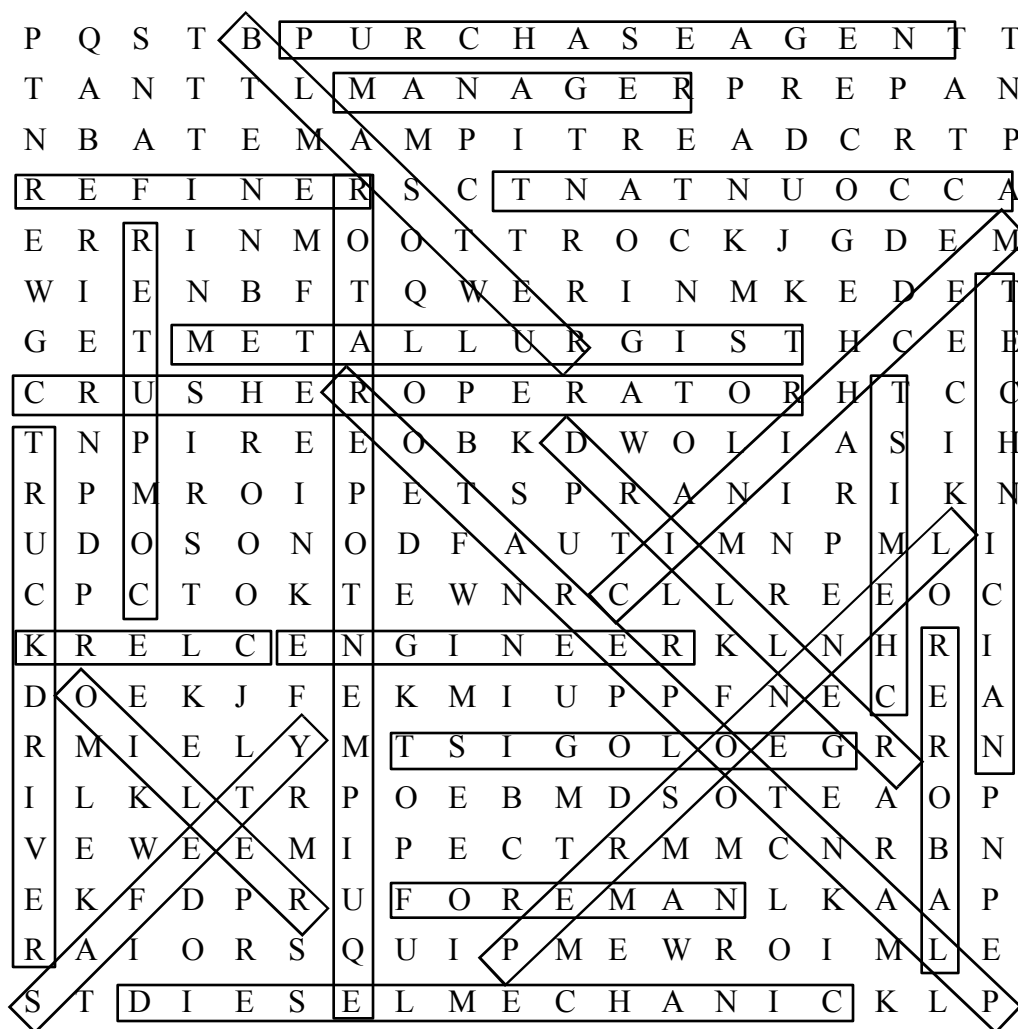 P Q S T B P U R C H A S E A G E N T T
T A N T T L M A N A G E R P R E P A N
N B A T E M A M P I T R E A D C R T P
R E F I N E R S C T N A T N U O C C A
E R R I N M O O T T R O C K J G D E M
W I E N B F T Q W E R I N M K E D E T
G E T M E T A L L U R G I S T H C E E
C R U S H E R O P E R A T O R H T C C
T N P I R E E O B K D W O L I A S I H
R P M R O I P E T S P R A N I R I K N
U D O S O N O D F A U T I M N P M L I
C P C T O K T E W N R C L L R E E O C
K R E L C E N G I N E E R K L N H R I
D O E K J F E K M I U P P F N E C E A
R M I E L Y M T S I G O L O E G R R N
I L K L T R P O E B M D S O T E A O P
V E W E E M I P E C T R M M C N R B N
E K F D P R U F O R E M A N L K A A P
R A I O R S Q U I P M E W R O I M L E
S T D I E S E L M E C H A N I C K L P